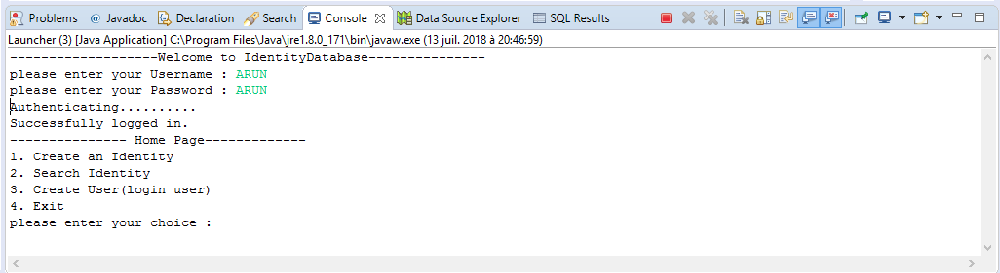 Problems @ Javadoc Declaration Search Console Data Source Explorer SQL Results
Launcher (3) [Java Application] C:\Program Files\Java\jre1.8.0_171\bin\javaw.exe (13 juil. 2018 à 20:46:59)
-------------------Welcome to IdentityDatabase---------------
please enter your Username : ARUN
please enter your Password : ARUN
Authenticating..........
Successfully logged in.
--------------- Home Page-------------
1. Create an Identity
2. Search Identity
3. Create User(login user)
4. Exit
please enter your choice :